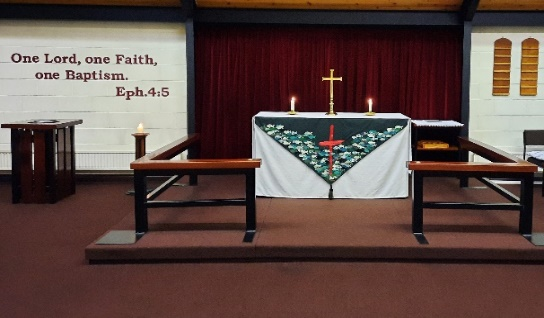 One Lord, one Faith,
one Baptism.
Eph.4:5